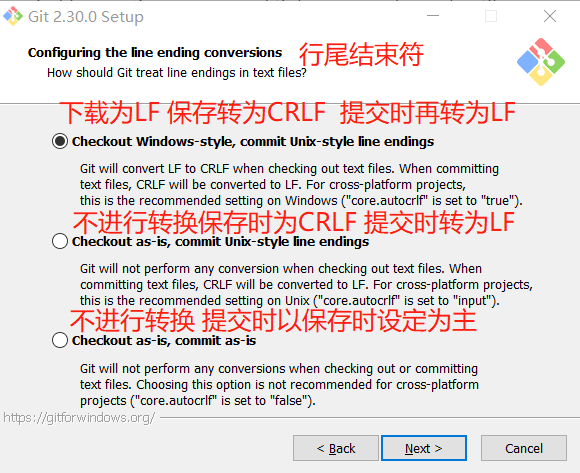 Git 2.30.0 Setup
Configuring the line ending conversions
行尾结束符
How should Git treat line endings in text files?
下载为LF 保存转为CRLF 提交时再转为LF
Checkout Windows-style, commit Unix-style line endings
Git will convert LF to CRLF when checking out text files. When committing
text files, CRLF will be converted to LF. For cross-platform projects,
this is the recommended setting on Windows ("core.autocrlf" is set to "true").
不进行转换保存时为CRLF 提交时转为LF
Checkout as-is, commit Unix-style line endings
Git will not perform any conversion when checking out text files. When
committing text files, CRLF will be converted to LF. For cross-platform projects,
this is the recommended setting on Unix ("core.autocrlf" is set to "input").
不进行转换 提交时以保存时设定为主
Checkout as-is, commit as-is
Git will not perform any conversions when checking out or committing
text files. Choosing this option is not recommended for cross-platform
projects ("core.autocrlf" is set to "false").
https://gitforwindows.org/
< Back
Next >
Cancel